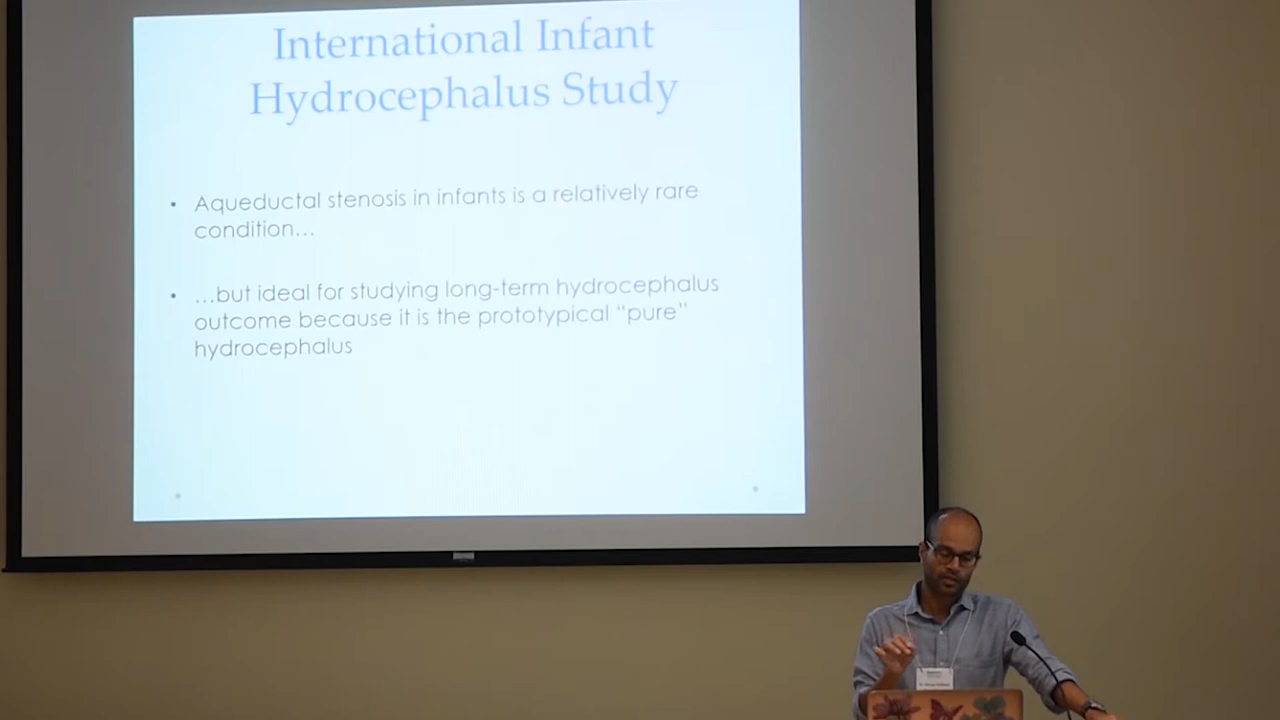 International Infant
Hydrocephalus Study
• Aqueductal stenosis in infants is a relatively rare
condition…
• …but ideal for studying long-term hydrocephalus
outcome because it is the prototypical “pure”
hydrocephalus